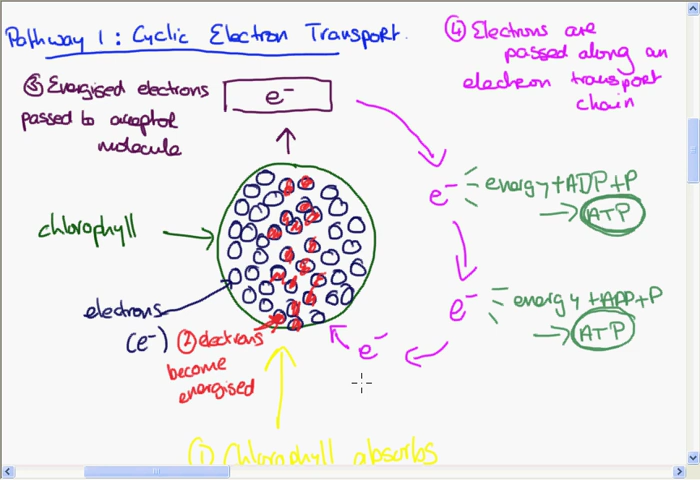 Pathway 1: Cyclic Electron Transport.
④ Electrons are
passed along an
electron transport
chain
③ Energised electrons
passed to acceptor
molecule
e⁻
e⁻
energy + ADP + P
→ ATP
chlorophyll
electrons
(e⁻)
② electrons
become
energised
e⁻
energy + ADP + P
→ ATP
e⁻
① Chlorophyll absorbs